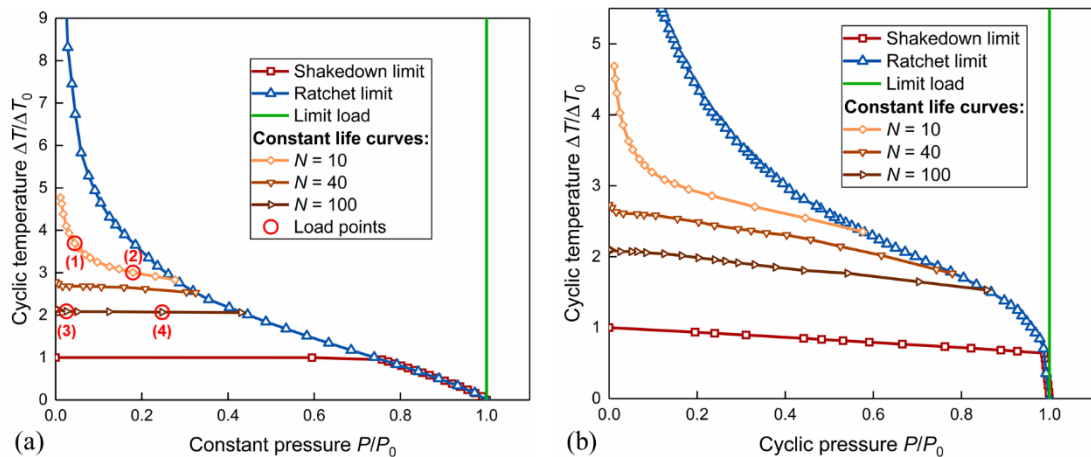 9
8
7
6
5
4
3
2
1
0
Cyclic temperature ΔT/ΔT₀
Shakedown limit
Ratchet limit
Limit load
Constant life curves:
N = 10
N = 40
N = 100
Load points
(1)
(2)
(3)
(4)
0.0 0.2 0.4 0.6 0.8 1.0
(a) Constant pressure P/P₀
5
4
3
2
1
0
Cyclic temperature ΔT/ΔT₀
Shakedown limit
Ratchet limit
Limit load
Constant life curves:
N = 10
N = 40
N = 100
0.0 0.2 0.4 0.6 0.8 1.0
(b) Cyclic pressure P/P₀